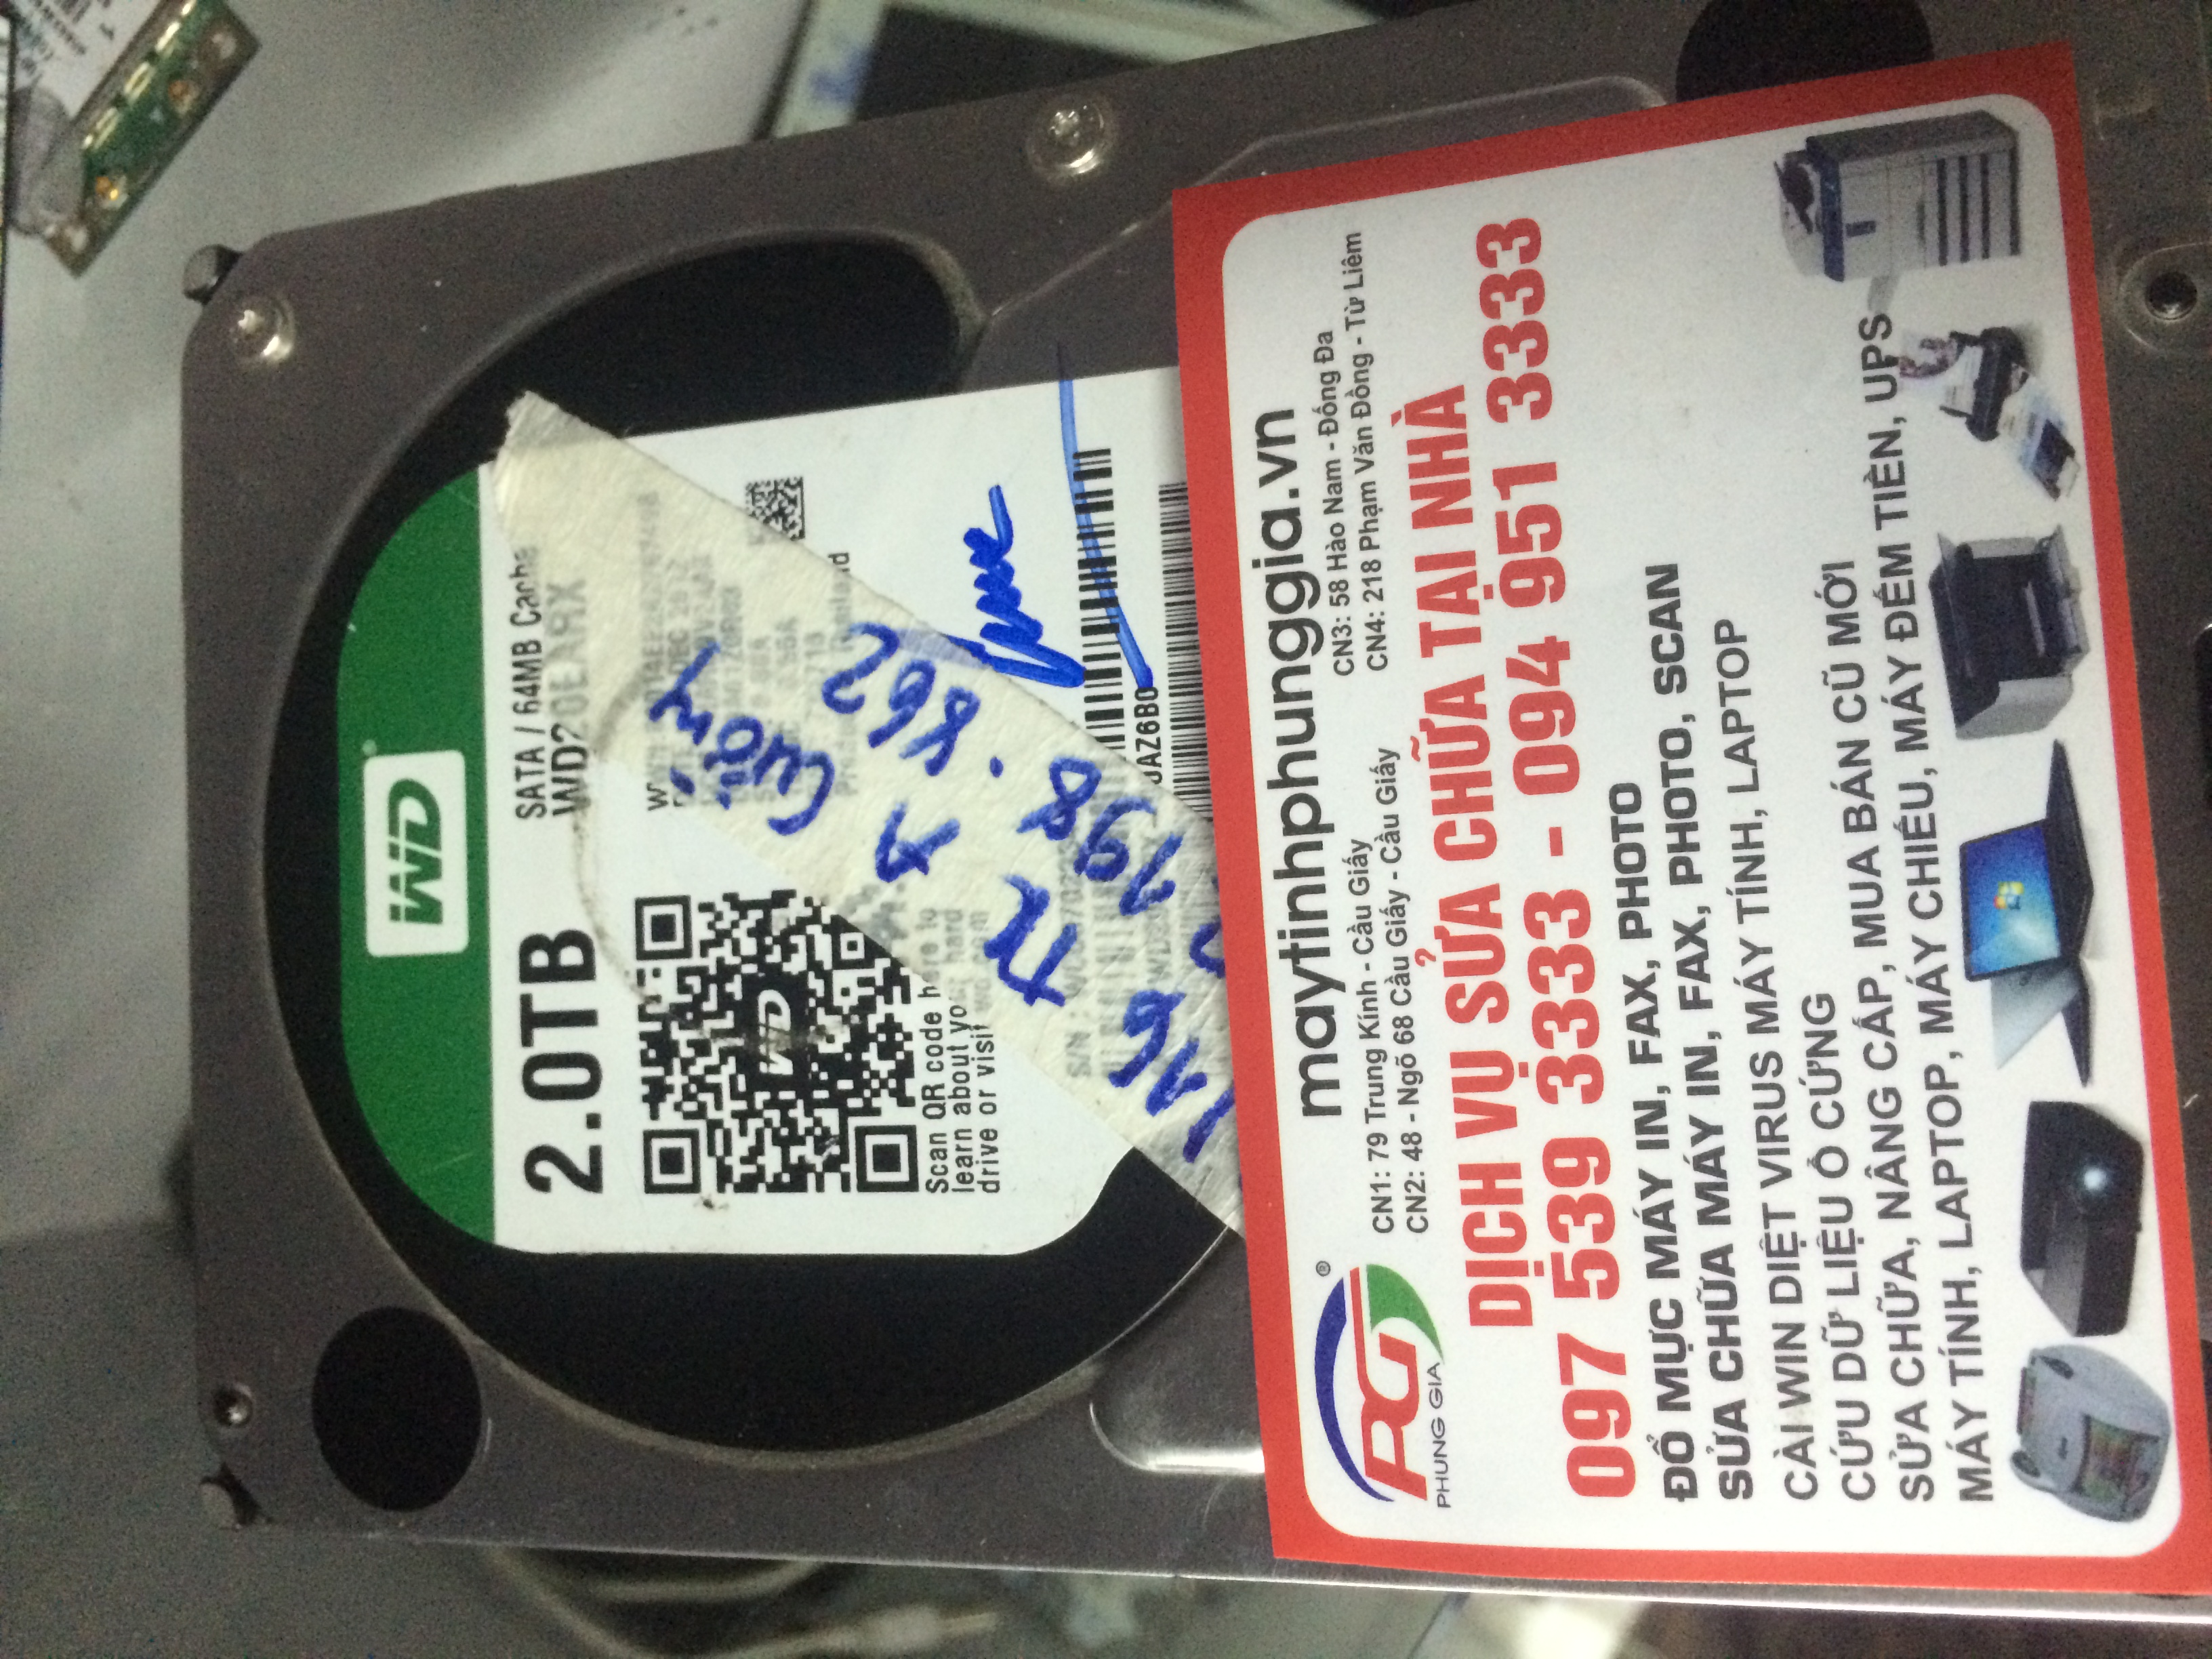 WD
2.0TB
SATA / 64MB Cache
WD20EARX
Scan QR code here to
learn about your hard
drive or visit
S/N :
A Cường
862
198
PG
PHUNG GIA
®
maytinhphunggia.vn
CN1: 79 Trung Kính - Cầu Giấy
CN3: 58 Hào Nam - Đống Đa
CN2: 48 - Ngõ 68 Cầu Giấy - Cầu Giấy
CN4: 218 Phạm Văn Đồng - Từ Liêm
DỊCH VỤ SỬA CHỮA TẠI NHÀ
097 539 3333 - 094 951 3333
ĐỔ MỰC MÁY IN, FAX, PHOTO
SỬA CHỮA MÁY IN, FAX, PHOTO, SCAN
CÀI WIN DIỆT VIRUS MÁY TÍNH, LAPTOP
CỨU DỮ LIỆU Ổ CỨNG
SỬA CHỮA, NÂNG CẤP, MUA BÁN CŨ MỚI
MÁY TÍNH, LAPTOP, MÁY CHIẾU, MÁY ĐẾM TIỀN, UPS